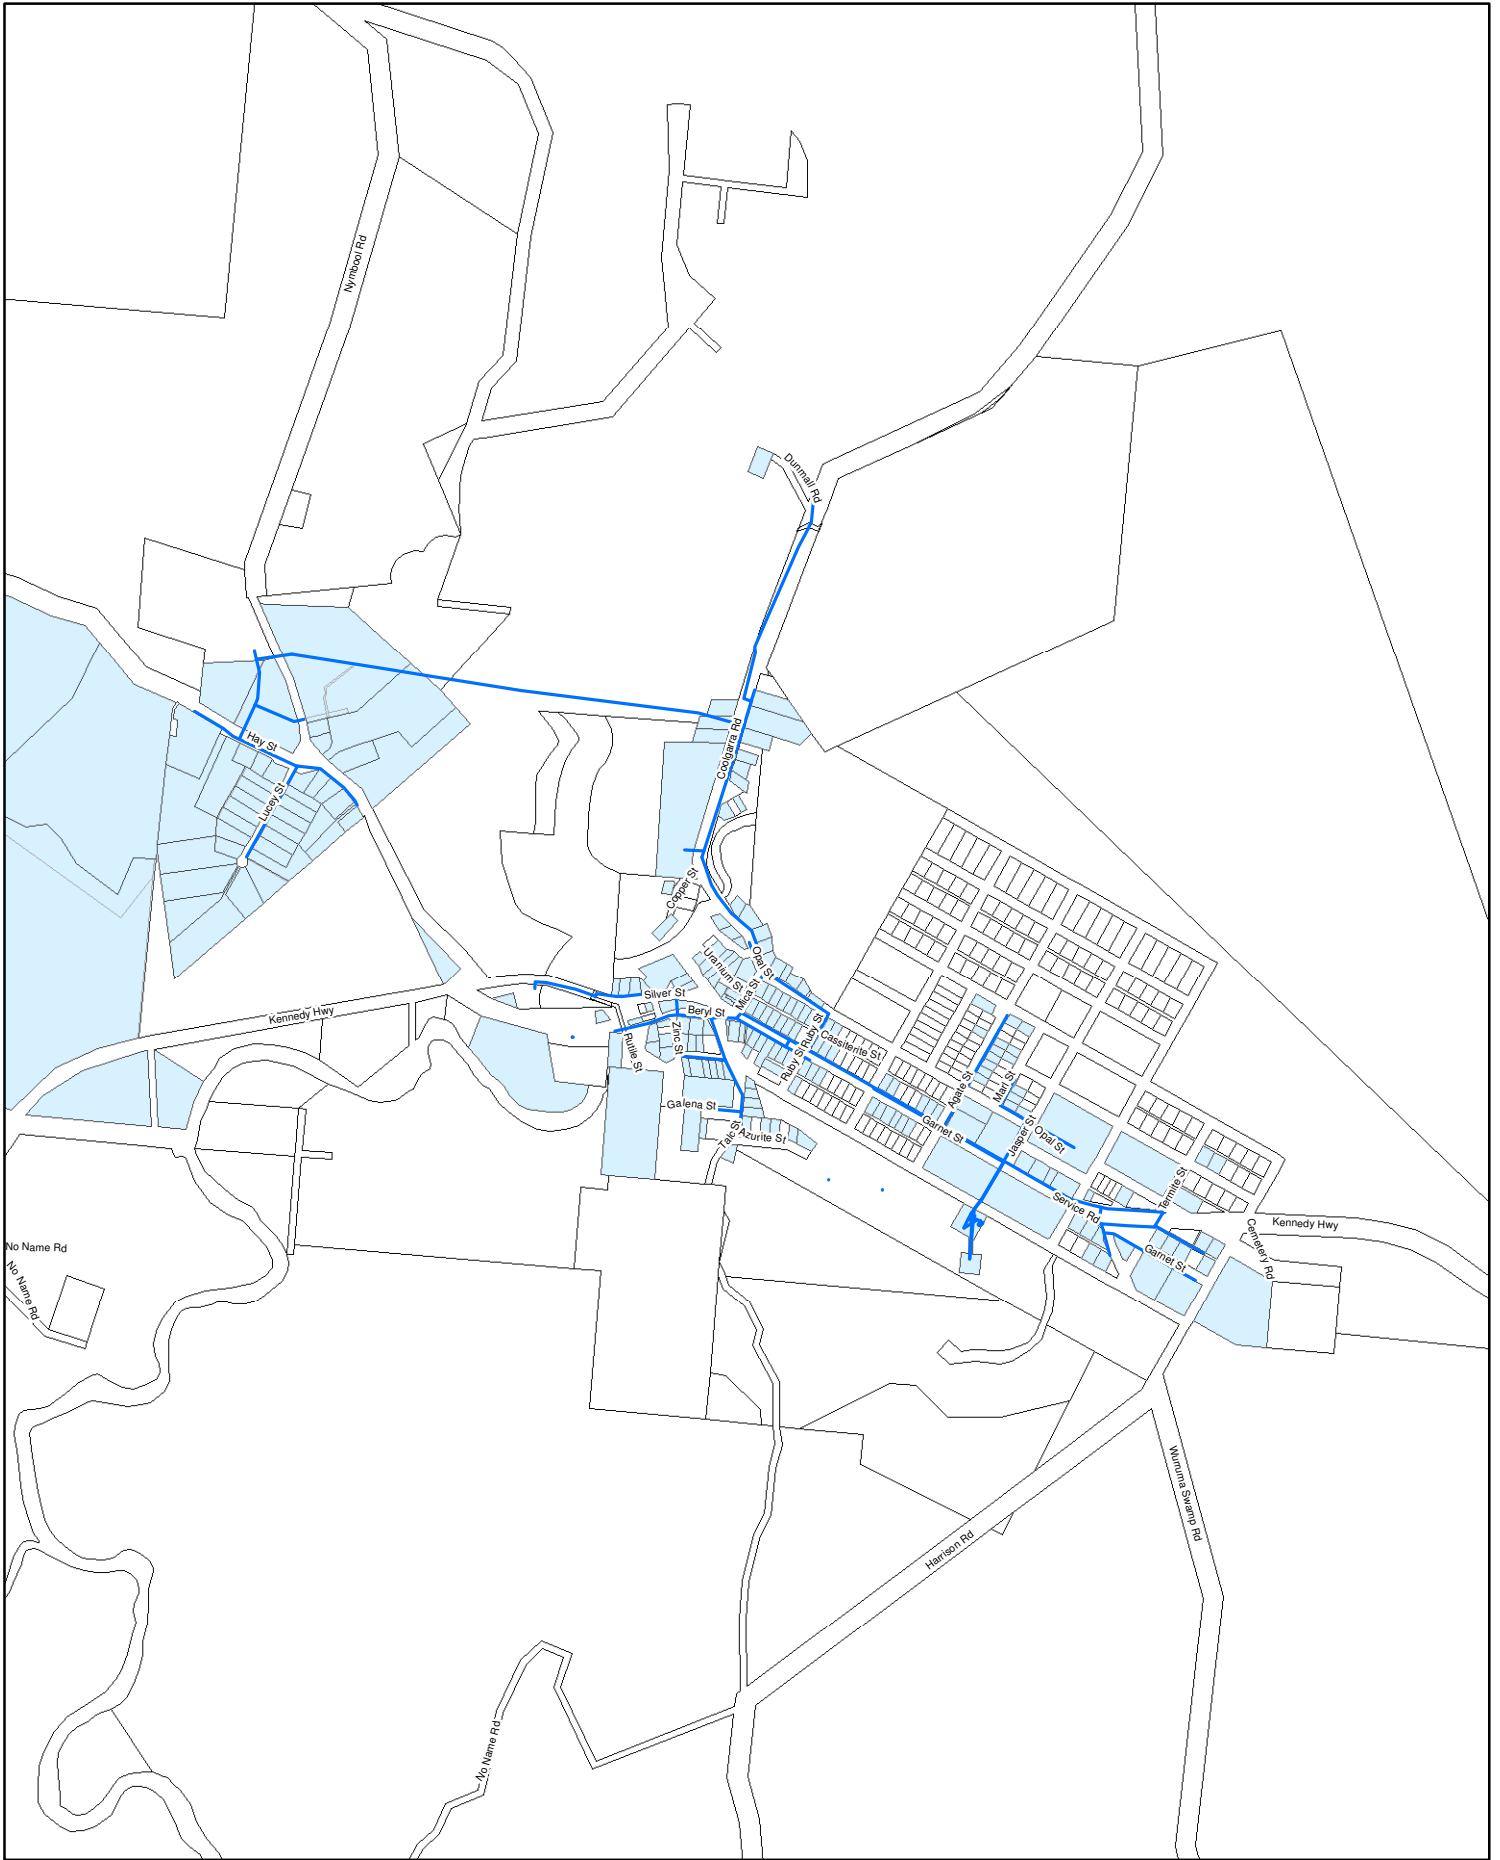 Nymbool Rd
Dunmall Rd
Hay St
Coolgarra Rd
Lucey St
Copper St
Opal St
Uranium St
Mica St
Silver St
Beryl St
Kennedy Hwy
Zinc St
Rutile St
Ruby St
Ruby St
Cassiterite St
Agate St
Marl St
Galena St
Garnet St
Jasper St
Opal St
Talc St
Azurite St
Termite St
Service Rd
Kennedy Hwy
Cemetery Rd
Garnet St
No Name Rd
No Name Rd
Wurruma Swamp Rd
Harrison Rd
No Name Rd